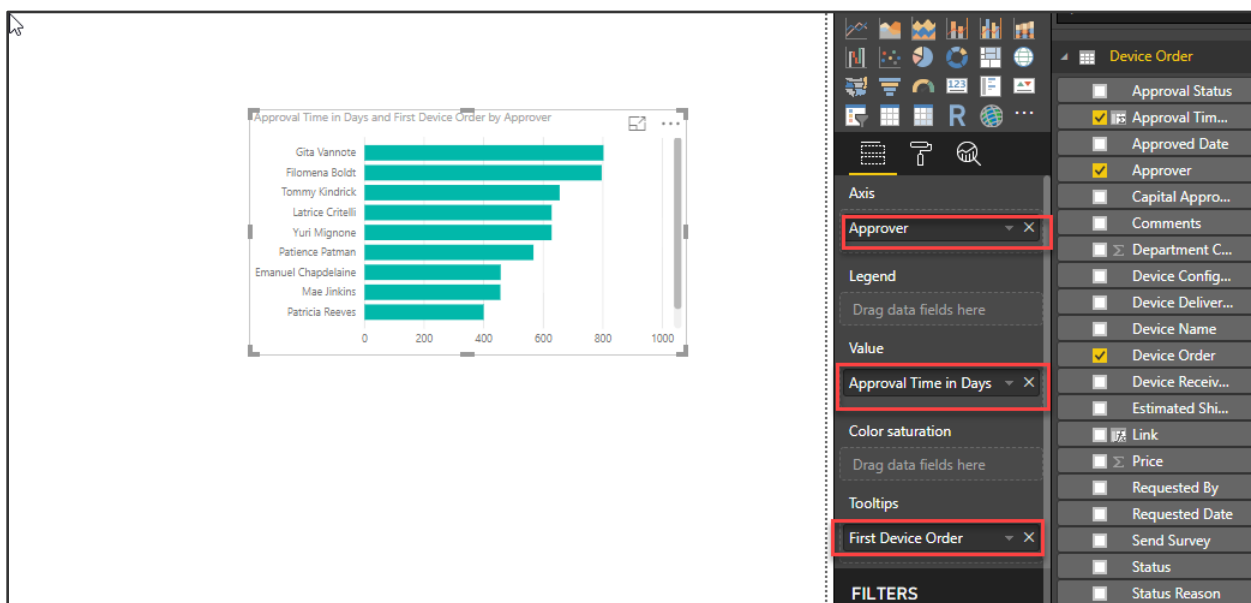 Approval Time in Days and First Device Order by Approver
Gita Vannote
Filomena Boldt
Tommy Kindrick
Latrice Critelli
Yuri Mignone
Patience Patman
Emanuel Chapdelaine
Mae Jinkins
Patricia Reeves
0 200 400 600 800 1000
123
R
Axis
Approver
Legend
Drag data fields here
Value
Approval Time in Days
Color saturation
Drag data fields here
Tooltips
First Device Order
FILTERS
Device Order
Approval Status
Approval Tim...
Approved Date
Approver
Capital Appro...
Comments
Σ Department C...
Device Config...
Device Deliver...
Device Name
Device Order
Device Receiv...
Estimated Shi...
Link
Σ Price
Requested By
Requested Date
Send Survey
Status
Status Reason